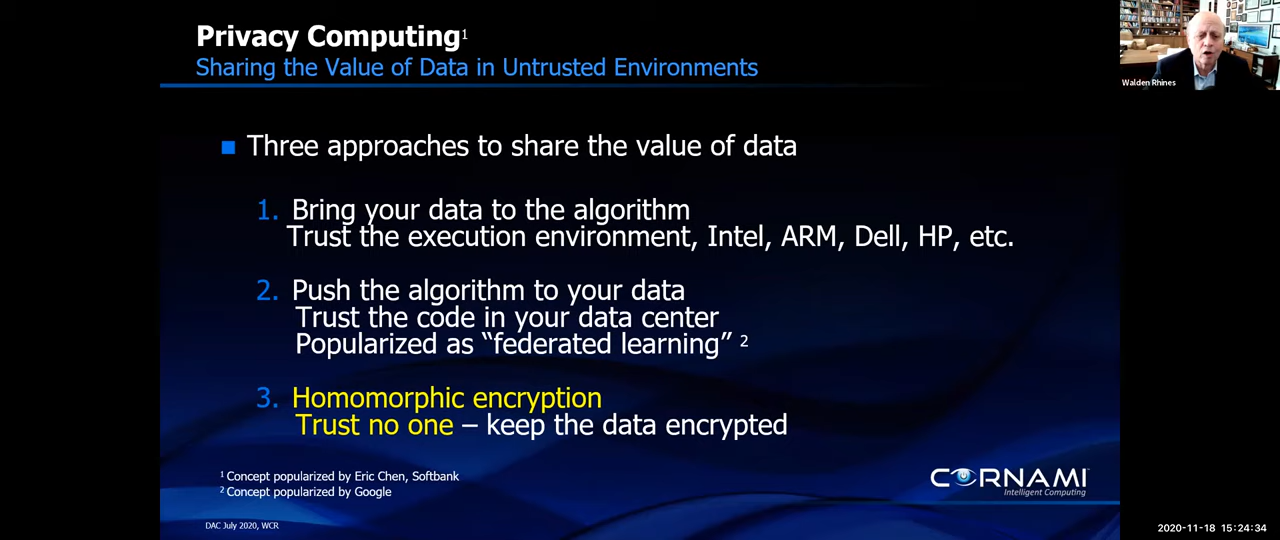 Privacy Computing1
Sharing the Value of Data in Untrusted Environments
Walden Rhines
Three approaches to share the value of data
1. Bring your data to the algorithm
Trust the execution environment, Intel, ARM, Dell, HP, etc.
2. Push the algorithm to your data
Trust the code in your data center
Popularized as “federated learning” 2
3. Homomorphic encryption
Trust no one – keep the data encrypted
1 Concept popularized by Eric Chen, Softbank
2 Concept popularized by Google
CORNAMI
Intelligent Computing
DAC July 2020, WCR
2020-11-18 15:24:34